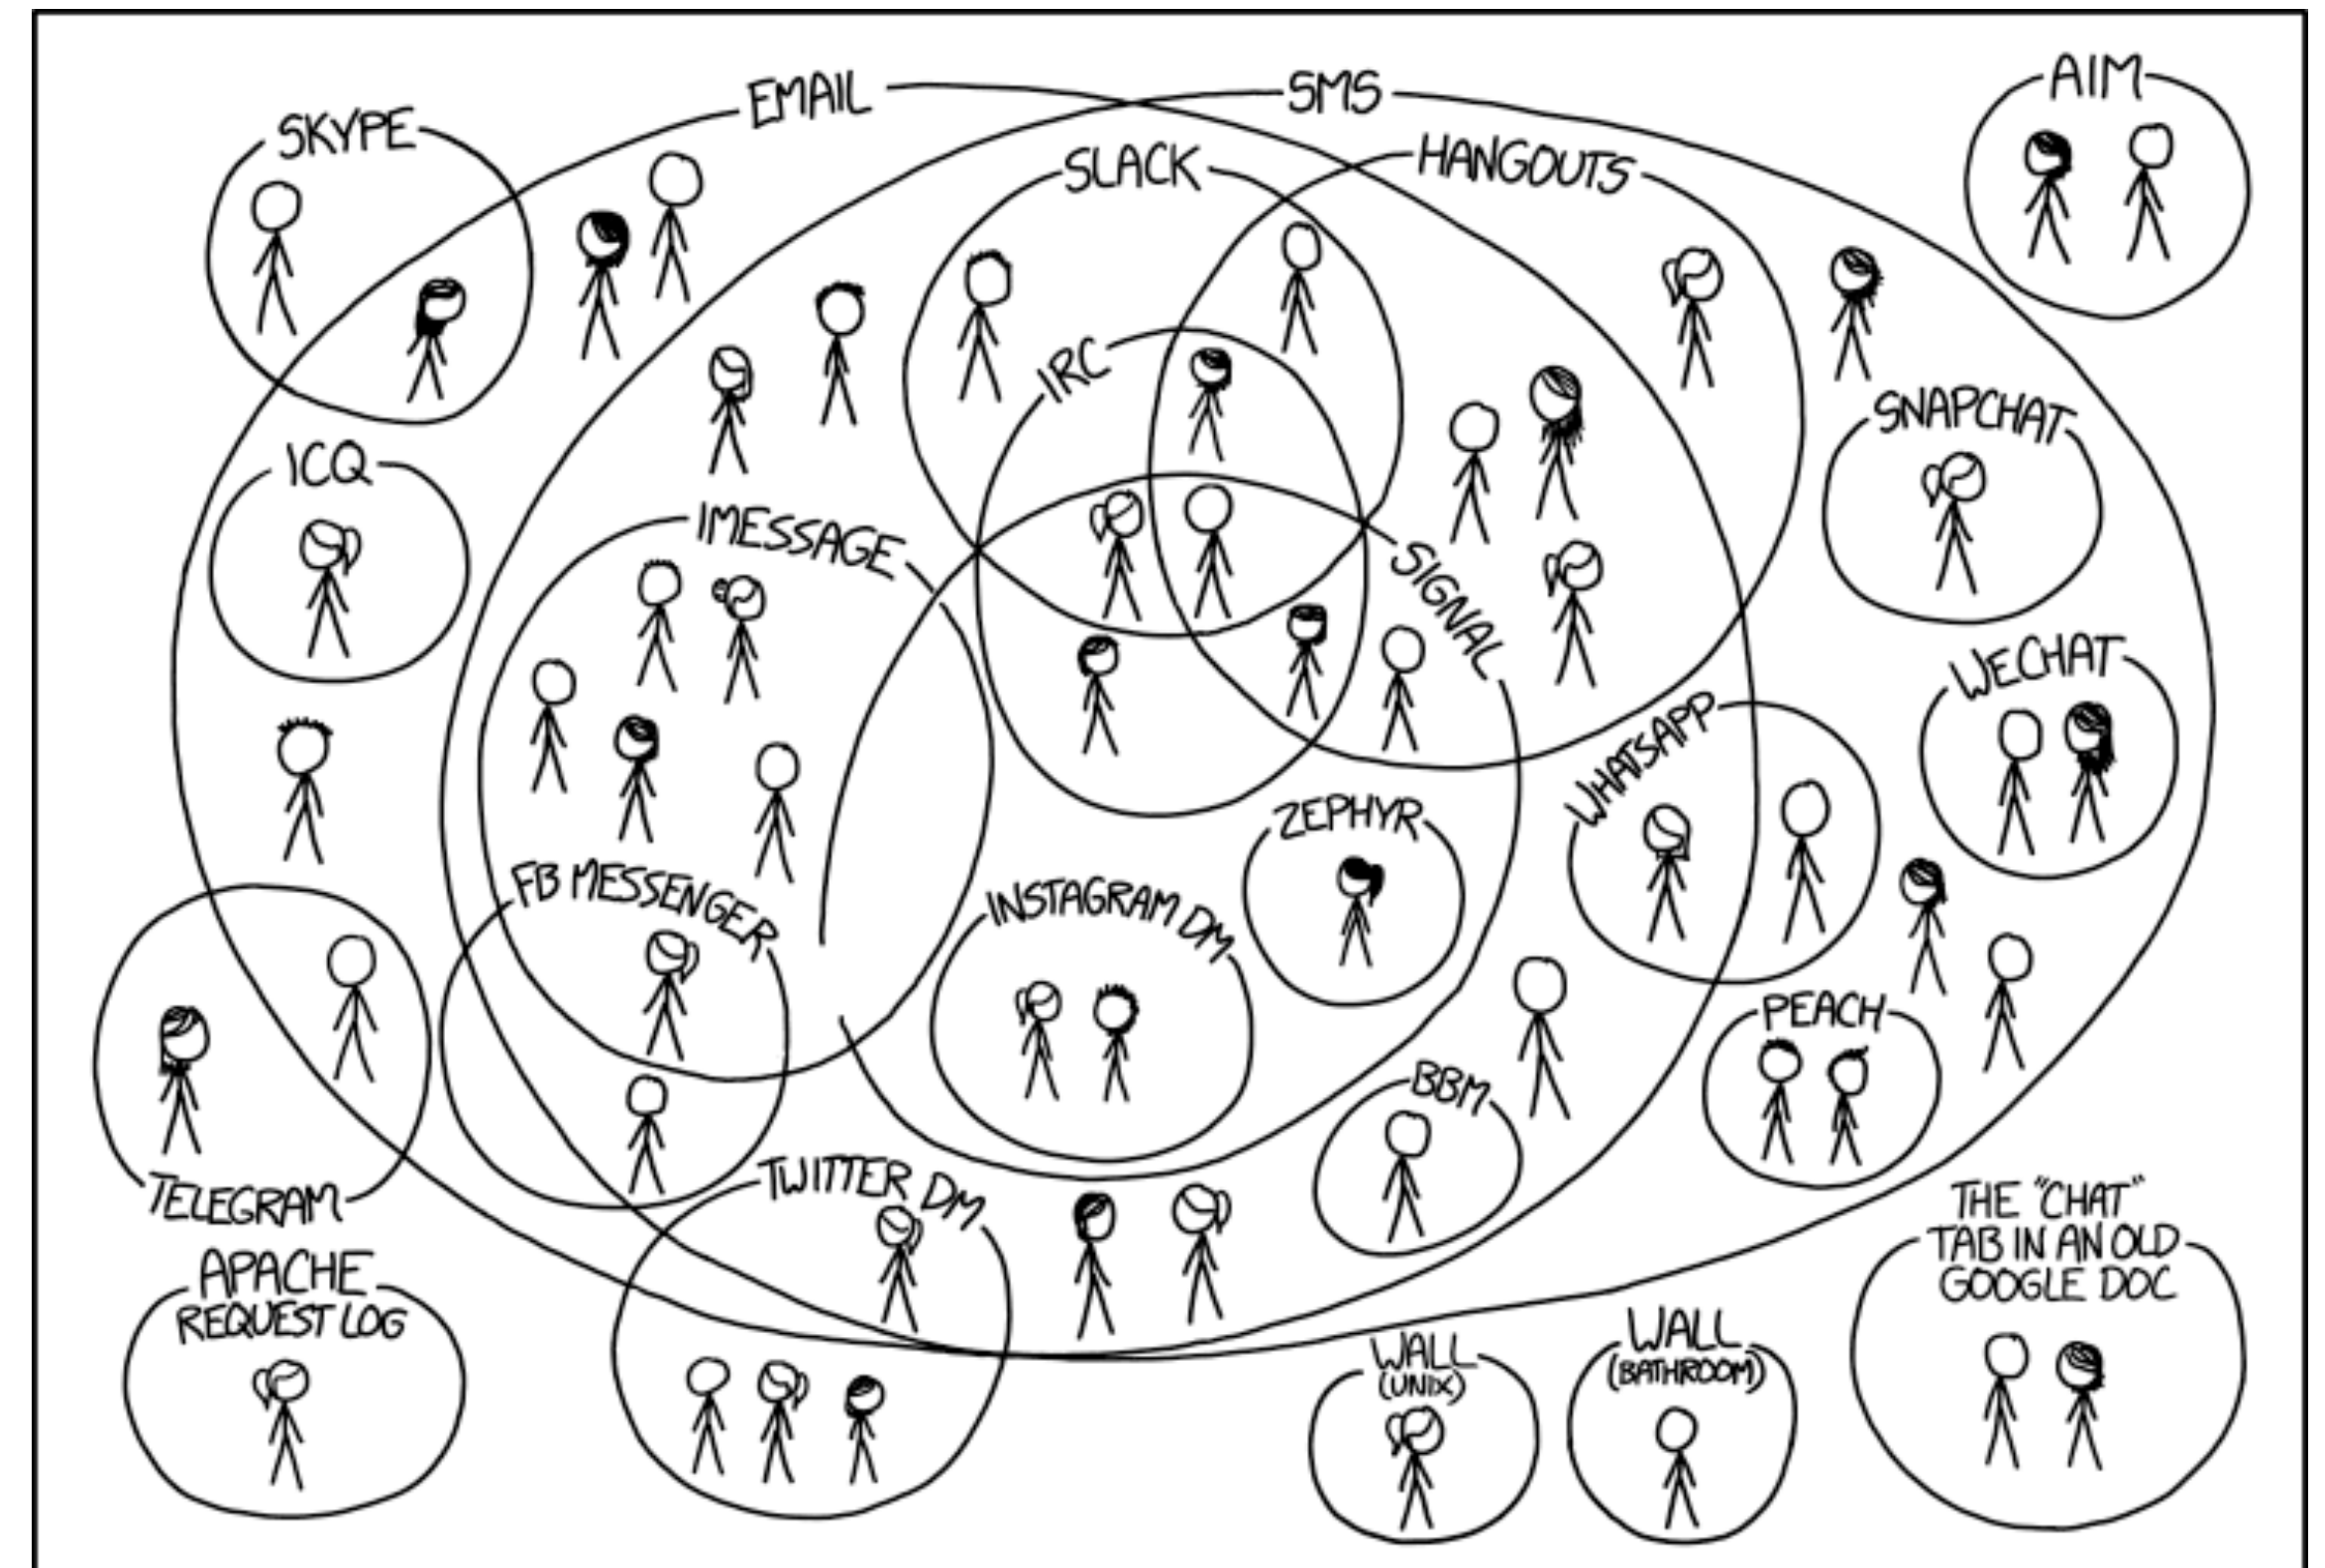 EMAIL
SMS
AIM
SKYPE
SLACK
HANGOUTS
IRC
SNAPCHAT
ICQ
IMESSAGE
SIGNAL
WECHAT
WHATSAPP
ZEPHYR
FB MESSENGER
INSTAGRAM DM
PEACH
BBM
TELEGRAM
TWITTER DM
THE "CHAT"
TAB IN AN OLD
GOOGLE DOC
APACHE
REQUEST LOG
WALL
(UNIX)
WALL
(BATHROOM)